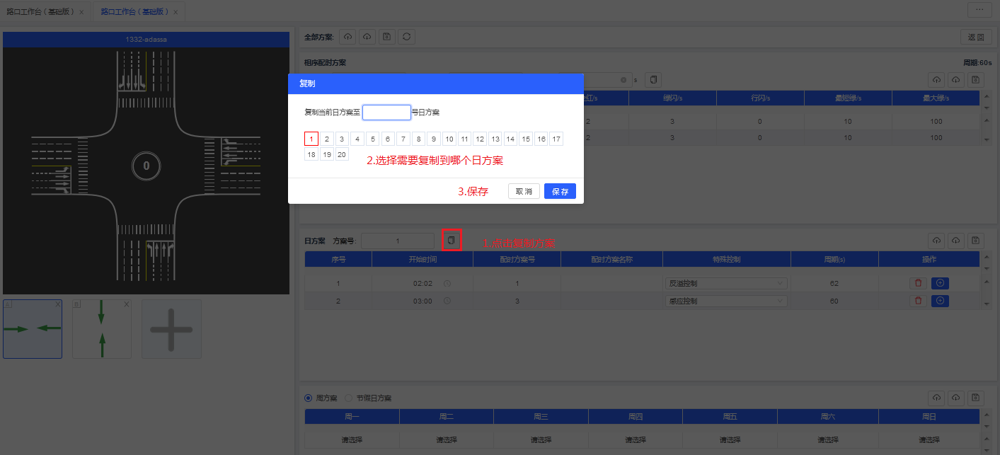 路口工作台（基础版） x 路口工作台（基础版） x ...
1332-adassa
全部方案:
返 回
相序配时方案
周期:60s
s
红/s 绿闪/s 行闪/s 最短绿/s 最大绿/s
2 3 0 10 100
2 3 0 10 100
复制
复制当前日方案至 号日方案
1 2 3 4 5 6 7 8 9 10 11 12 13 14 15 16 17
18 19 20
2.选择需要复制到哪个日方案
3.保存
取 消
保 存
0
日方案 方案号: 1
1.点击复制方案
序号 开始时间 配时方案号 配时方案名称 特殊控制 周期(s) 操作
1 02:02 1 反溢控制 62
2 03:00 3 感应控制 60
A X B X
周方案 节假日方案
周一 周二 周三 周四 周五 周六 周日
请选择 请选择 请选择 请选择 请选择 请选择 请选择